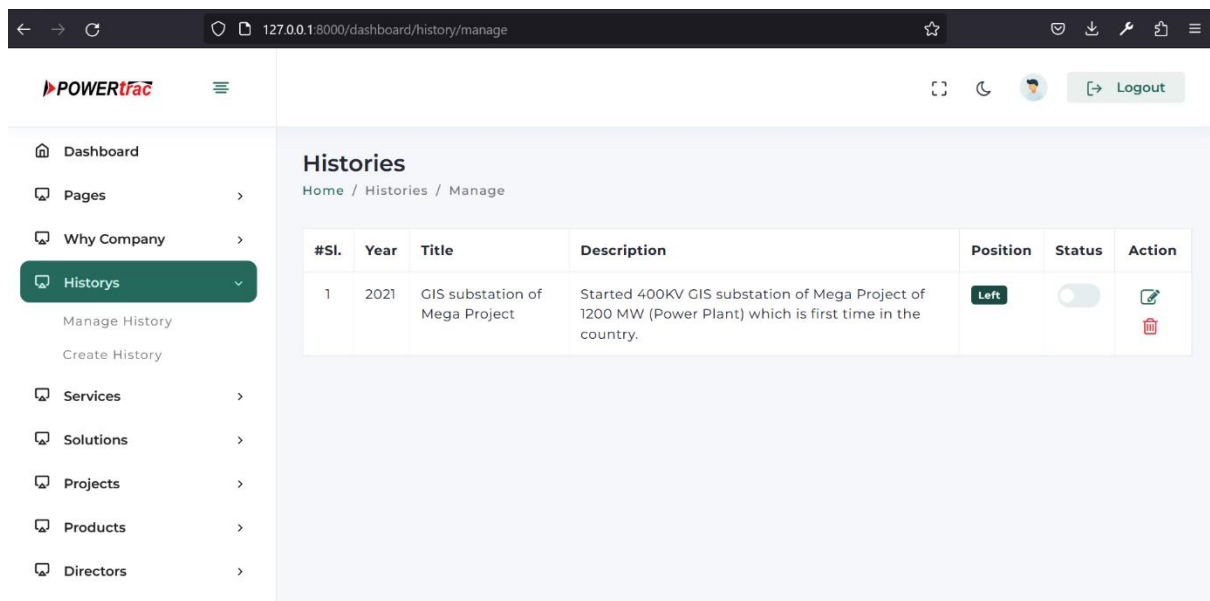 127.0.0.1:8000/dashboard/history/manage
POWERtrac
Logout
Dashboard
Pages
Why Company
Historys
Manage History
Create History
Services
Solutions
Projects
Products
Directors
Histories
Home / Histories / Manage
#Sl. Year Title Description Position Status Action
1 2021 GIS substation of Started 400KV GIS substation of Mega Project of Left
Mega Project 1200 MW (Power Plant) which is first time in the
country.